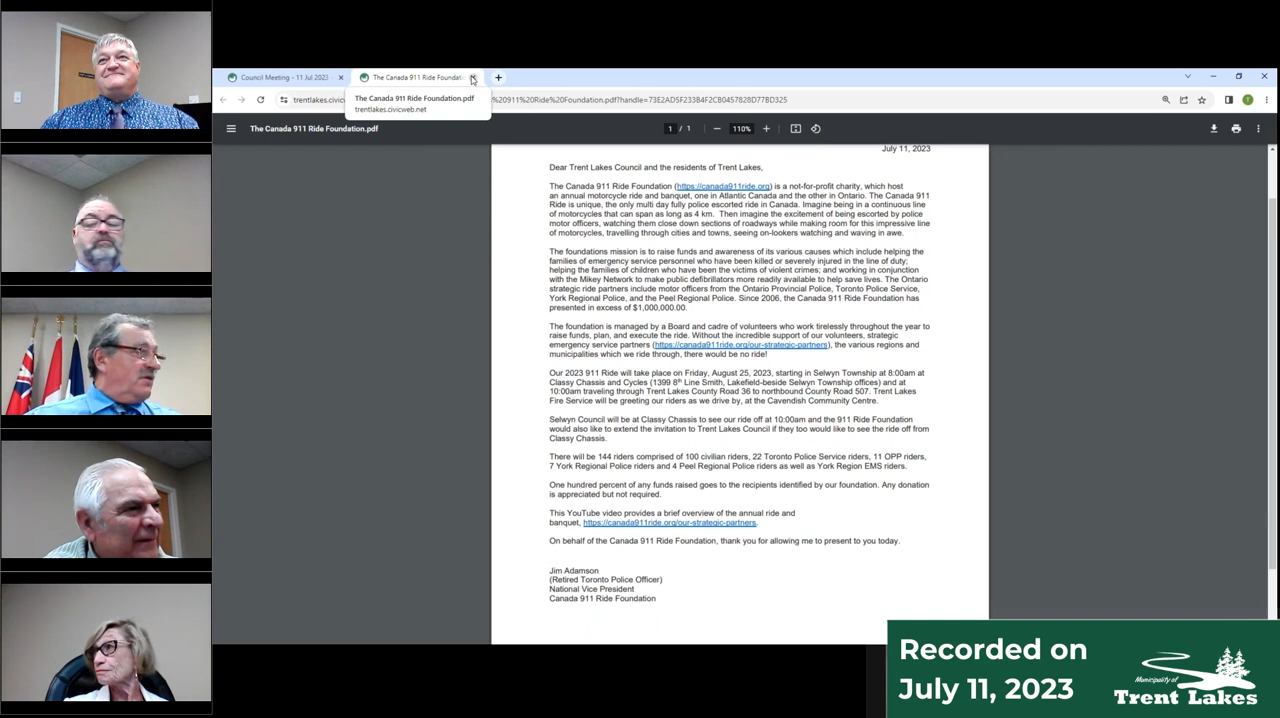 Council Meeting - 11 Jul 2023
The Canada 911 Ride Foundat
trentlakes.civic
%20911%20Ride%20Foundation.pdf?handle=73E2AD5F233B4F2CB0457828D77BD325
The Canada 911 Ride Foundation.pdf
trentlakes.civicweb.net
The Canada 911 Ride Foundation.pdf
1 / 1
110%
July 11, 2023
Dear Trent Lakes Council and the residents of Trent Lakes,
The Canada 911 Ride Foundation (https://canada911ride.org) is a not-for-profit charity, which host
an annual motorcycle ride and banquet, one in Atlantic Canada and the other in Ontario. The Canada 911
Ride is unique, the only multi day fully police escorted ride in Canada. Imagine being in a continuous line
of motorcycles that can span as long as 4 km. Then imagine the excitement of being escorted by police
motor officers, watching them close down sections of roadways while making room for this impressive line
of motorcycles, travelling through cities and towns, seeing on-lookers watching and waving in awe.
The foundations mission is to raise funds and awareness of its various causes which include helping the
families of emergency service personnel who have been killed or severely injured in the line of duty;
helping the families of children who have been the victims of violent crimes; and working in conjunction
with the Mikey Network to make public defibrillators more readily available to help save lives. The Ontario
strategic ride partners include motor officers from the Ontario Provincial Police, Toronto Police Service,
York Regional Police, and the Peel Regional Police. Since 2006, the Canada 911 Ride Foundation has
presented in excess of $1,000,000.00.
The foundation is managed by a Board and cadre of volunteers who work tirelessly throughout the year to
raise funds, plan, and execute the ride. Without the incredible support of our volunteers, strategic
emergency service partners (https://canada911ride.org/our-strategic-partners), the various regions and
municipalities which we ride through, there would be no ride!
Our 2023 911 Ride will take place on Friday, August 25, 2023, starting in Selwyn Township at 8:00am at
Classy Chassis and Cycles (1399 8th Line Smith, Lakefield-beside Selwyn Township offices) and at
10:00am traveling through Trent Lakes County Road 36 to northbound County Road 507. Trent Lakes
Fire Service will be greeting our riders as we drive by, at the Cavendish Community Centre.
Selwyn Council will be at Classy Chassis to see our ride off at 10:00am and the 911 Ride Foundation
would also like to extend the invitation to Trent Lakes Council if they too would like to see the ride off from
Classy Chassis.
There will be 144 riders comprised of 100 civilian riders, 22 Toronto Police Service riders, 11 OPP riders,
7 York Regional Police riders and 4 Peel Regional Police riders as well as York Region EMS riders.
One hundred percent of any funds raised goes to the recipients identified by our foundation. Any donation
is appreciated but not required.
This YouTube video provides a brief overview of the annual ride and
banquet, https://canada911ride.org/our-strategic-partners.
On behalf of the Canada 911 Ride Foundation, thank you for allowing me to present to you today.
Jim Adamson
(Retired Toronto Police Officer)
National Vice President
Canada 911 Ride Foundation
Recorded on
July 11, 2023
Municipality of
Trent Lakes